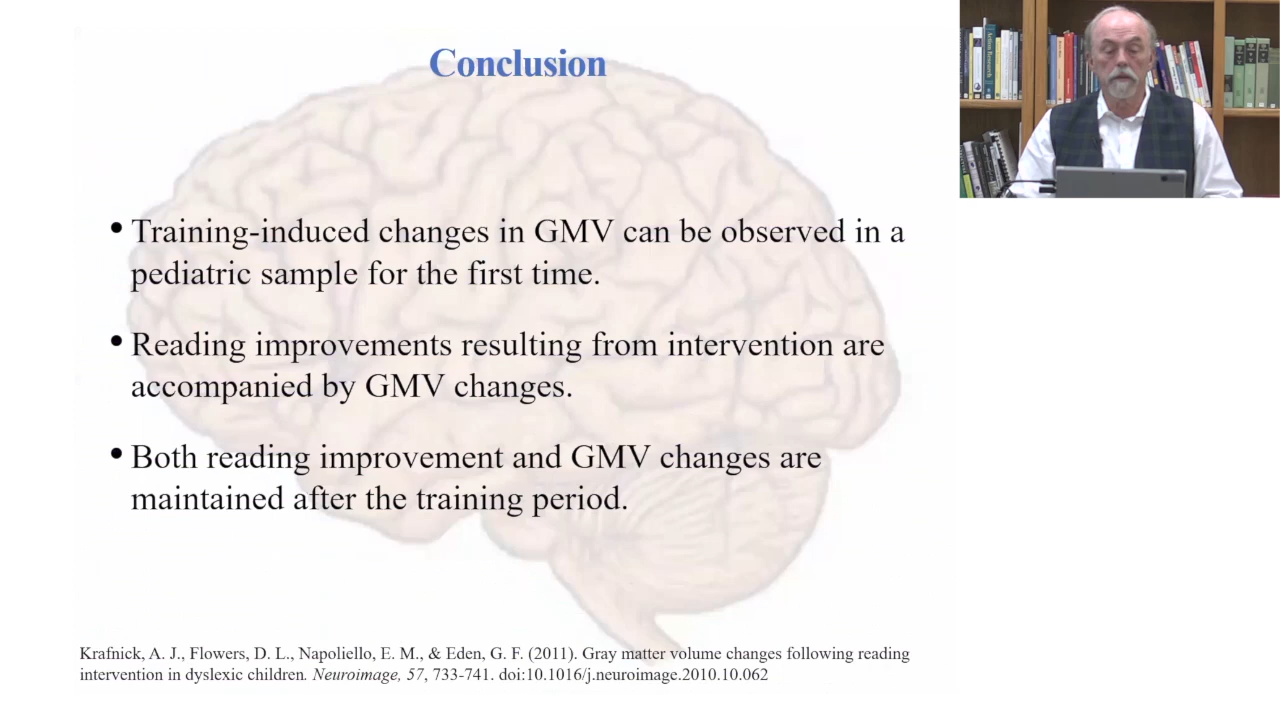 Conclusion
• Training-induced changes in GMV can be observed in a
pediatric sample for the first time.
• Reading improvements resulting from intervention are
accompanied by GMV changes.
• Both reading improvement and GMV changes are
maintained after the training period.
Krafnick, A. J., Flowers, D. L., Napoliello, E. M., & Eden, G. F. (2011). Gray matter volume changes following reading
intervention in dyslexic children. Neuroimage, 57, 733-741. doi:10.1016/j.neuroimage.2010.10.062
Action Research